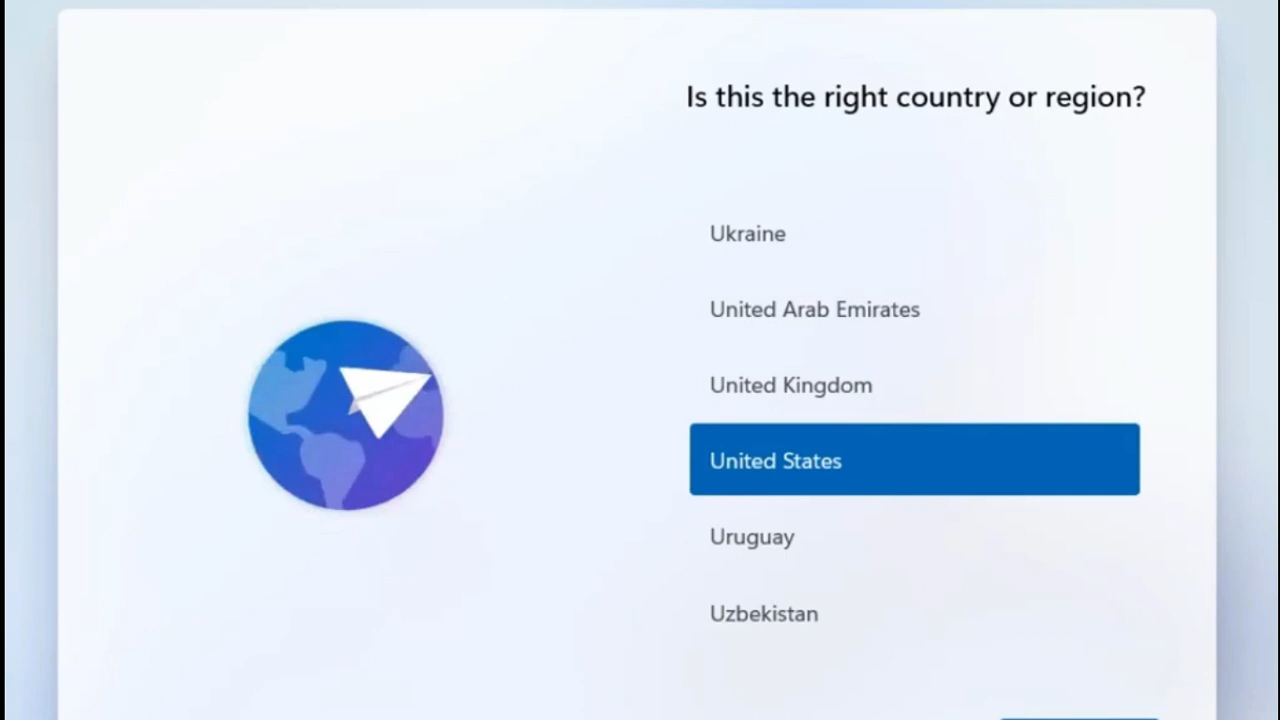 Is this the right country or region?
Ukraine
United Arab Emirates
United Kingdom
United States
Uruguay
Uzbekistan